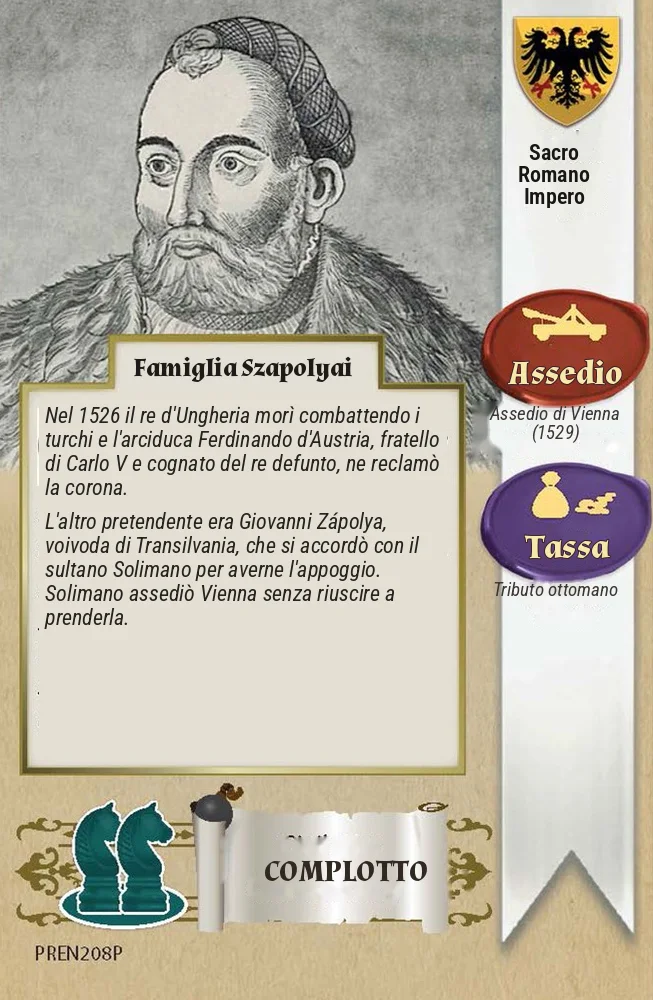 Sacro
Romano
Impero
Assedio
Assedio di Vienna
(1529)
Tassa
Tributo ottomano
Famiglia Szapolyai
Nel 1526 il re d'Ungheria morì combattendo i
turchi e l'arciduca Ferdinando d'Austria, fratello
di Carlo V e cognato del re defunto, ne reclamò
la corona.
L'altro pretendente era Giovanni Zápolya,
voivoda di Transilvania, che si accordò con il
sultano Solimano per averne l'appoggio.
Solimano assediò Vienna senza riuscire a
prenderla.
COMPLOTTO
PREN208P